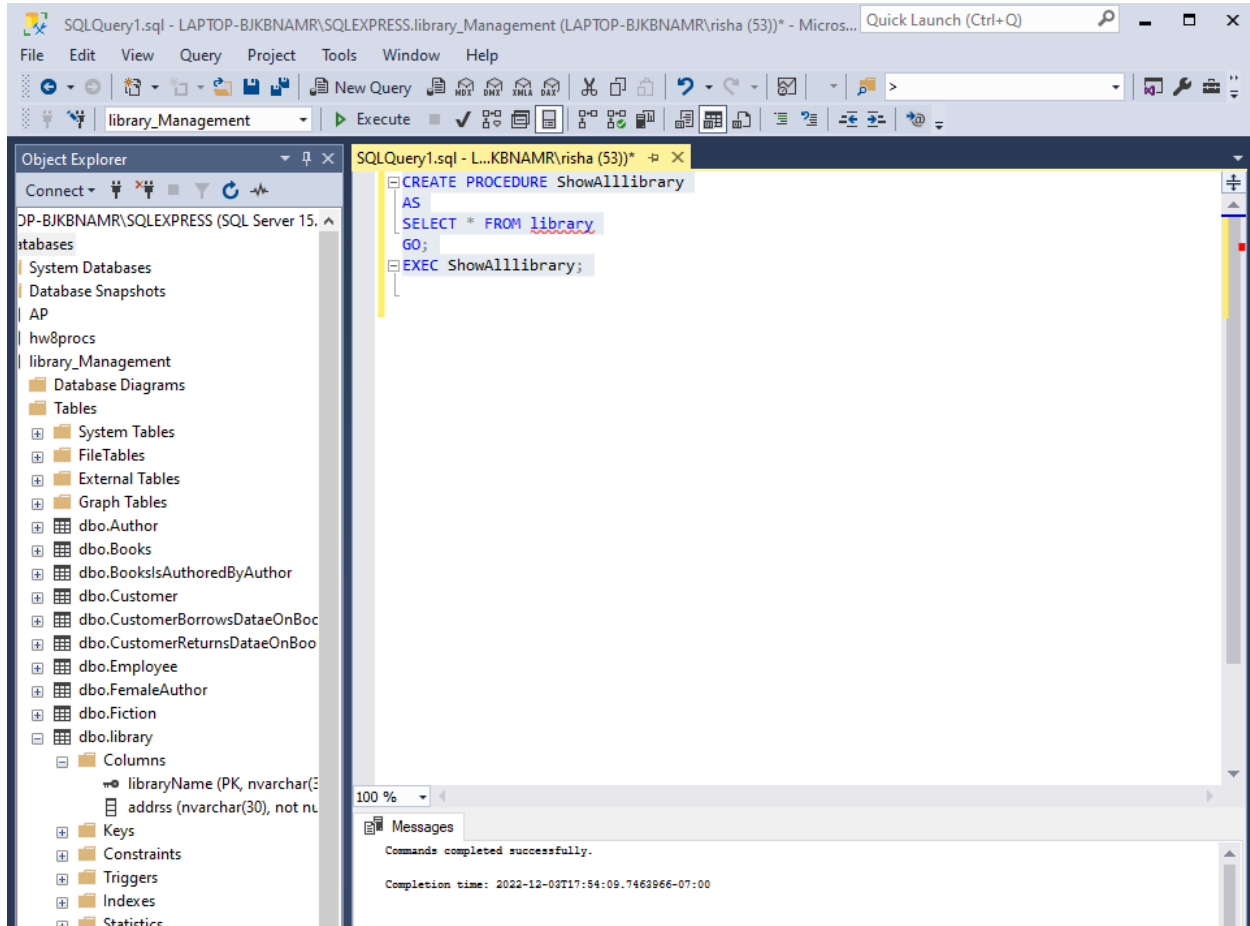 SQLQuery1.sql - LAPTOP-BJKBNAMR\SQLEXPRESS.library_Management (LAPTOP-BJKBNAMR\risha (53))* - Micros...
Quick Launch (Ctrl+Q)
File Edit View Query Project Tools Window Help
New Query MDX DMX XMLA DAX >
library_Management Execute
Object Explorer
Connect
OP-BJKBNAMR\SQLEXPRESS (SQL Server 15.
atabases
System Databases
Database Snapshots
AP
hw8procs
library_Management
Database Diagrams
Tables
System Tables
FileTables
External Tables
Graph Tables
dbo.Author
dbo.Books
dbo.BooksIsAuthoredByAuthor
dbo.Customer
dbo.CustomerBorrowsDataeOnBoo
dbo.CustomerReturnsDataeOnBoo
dbo.Employee
dbo.FemaleAuthor
dbo.Fiction
dbo.library
Columns
libraryName (PK, nvarchar(3
addrss (nvarchar(30), not nu
Keys
Constraints
Triggers
Indexes
Statistics
SQLQuery1.sql - L...KBNAMR\risha (53))*
CREATE PROCEDURE ShowAlllibrary
AS
SELECT * FROM library
GO;
EXEC ShowAlllibrary;
100 %
Messages
Commands completed successfully.
Completion time: 2022-12-03T17:54:09.7463966-07:00